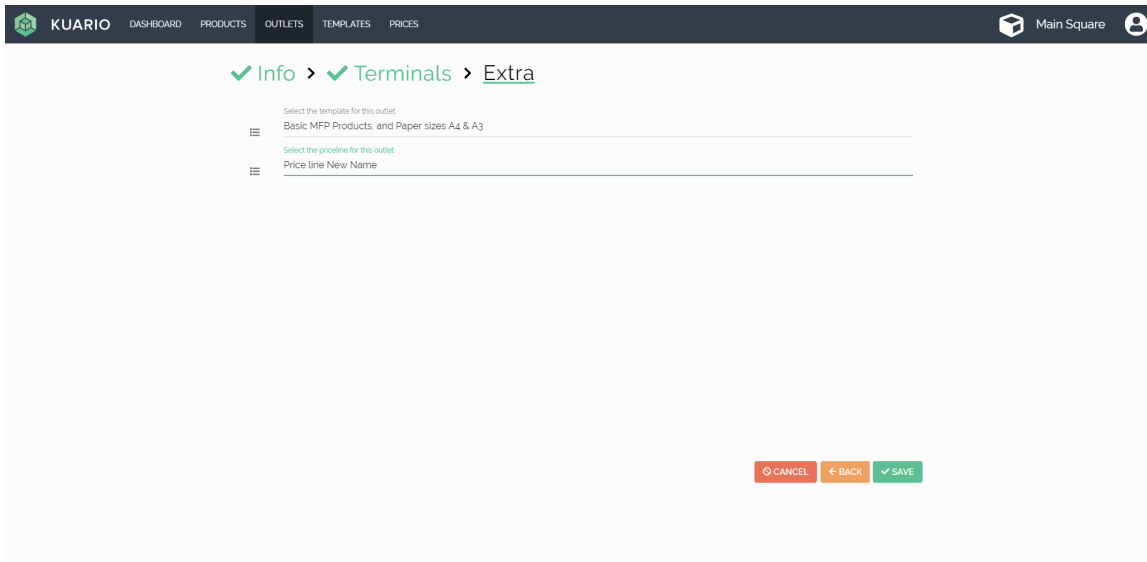 KUARIO DASHBOARD PRODUCTS OUTLETS TEMPLATES PRICES Main Square
Info > Terminals > Extra
Select the template for this outlet.
Basic MFP Products, and Paper sizes A4 & A3
Select the priceline for this outlet.
Price line New Name
CANCEL BACK SAVE